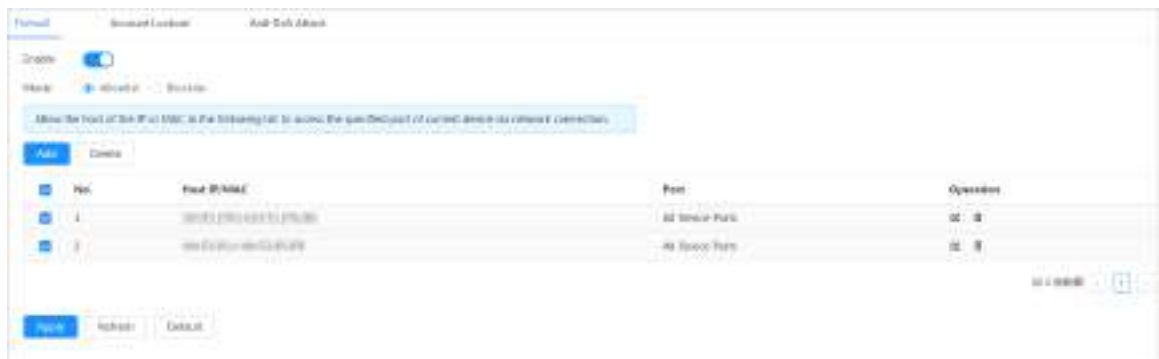 Firewall Account Lockout Anti-DoS Attack
Enable
Mode Allowlist Blocklist
Allow the host of the IP or MAC in the following list to access the specified port of current device via network connection.
Add Delete
No. Host IP/MAC Port Operation
1 All Device Ports
2 All Device Ports
1
Apply Refresh Default